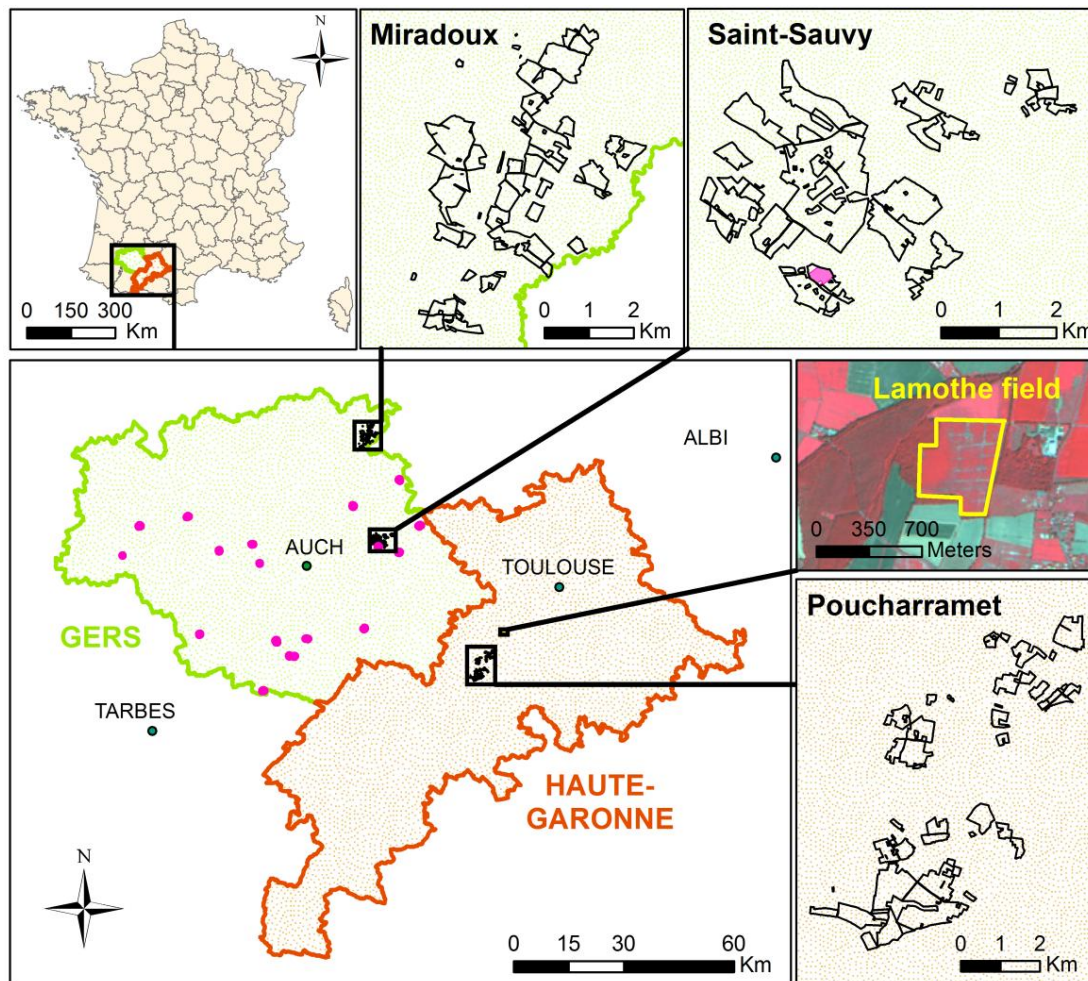 N
0 150 300
Km
Miradoux
0 1 2
Km
Saint-Sauvy
0 1 2
Km
ALBI
AUCH
TOULOUSE
GERS
TARBES
HAUTE-
GARONNE
N
0 15 30 60
Km
Lamothe field
0 350 700
Meters
Poucharramet
0 1 2
Km